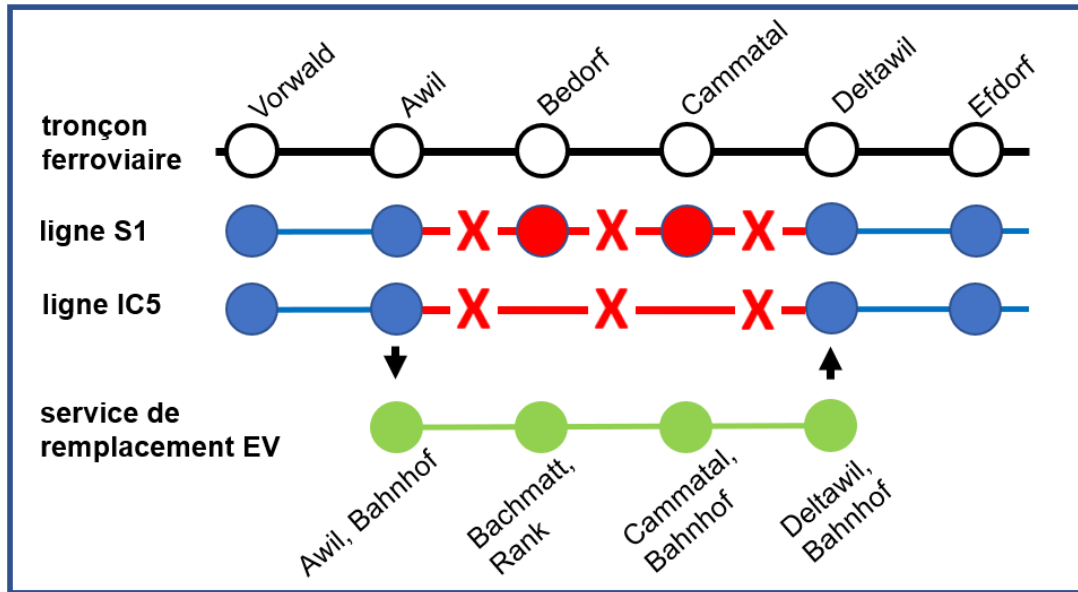 Vorwald
Awil
Bedorf
Cammatal
Deltawil
Efdorf
tronçon
ferroviaire
ligne S1
X X X
ligne IC5
X X X
service de
remplacement EV
Awil, Bahnhof
Bachmatt,
Rank
Cammatal,
Bahnhof
Deltawil,
Bahnhof